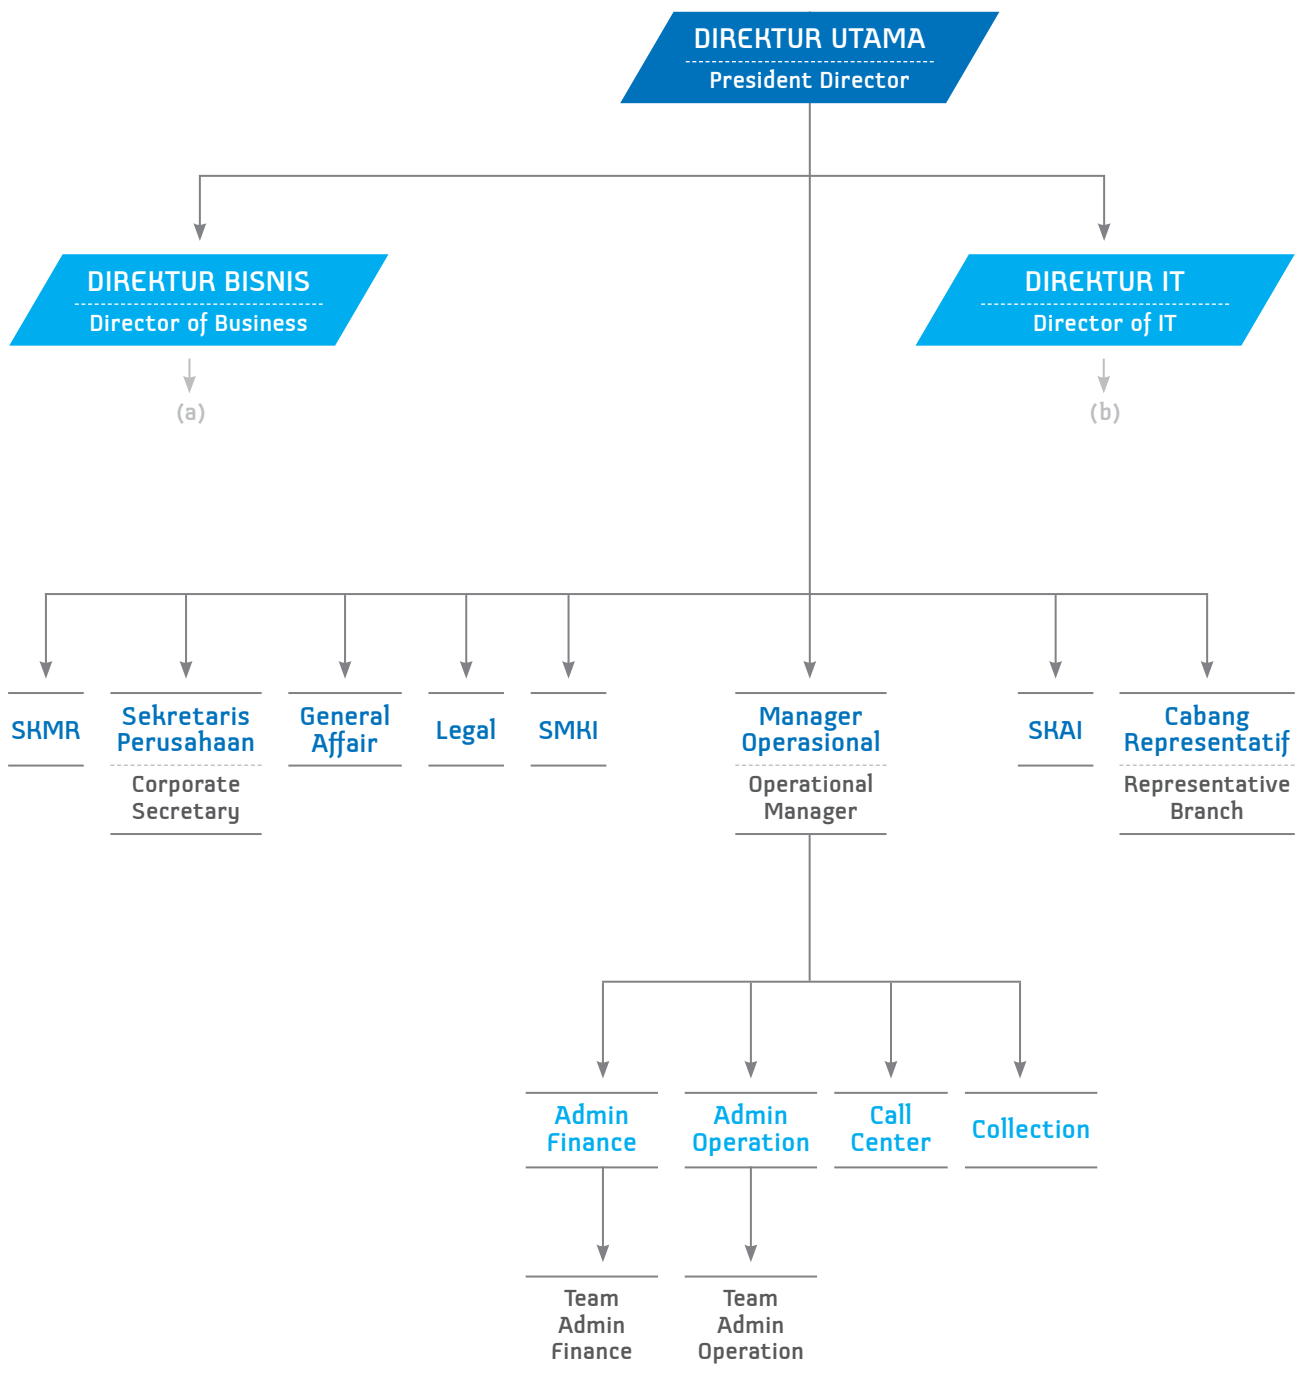 DIREKTUR UTAMA
President Director
DIREKTUR BISNIS
Director of Business
(a)
DIREKTUR IT
Director of IT
(b)
SKMR
Sekretaris
Perusahaan
Corporate
Secretary
General
Affair
Legal
SMKI
Manager
Operasional
Operational
Manager
SKAI
Cabang
Representatif
Representative
Branch
Admin
Finance
Admin
Operation
Call
Center
Collection
Team
Admin
Finance
Team
Admin
Operation